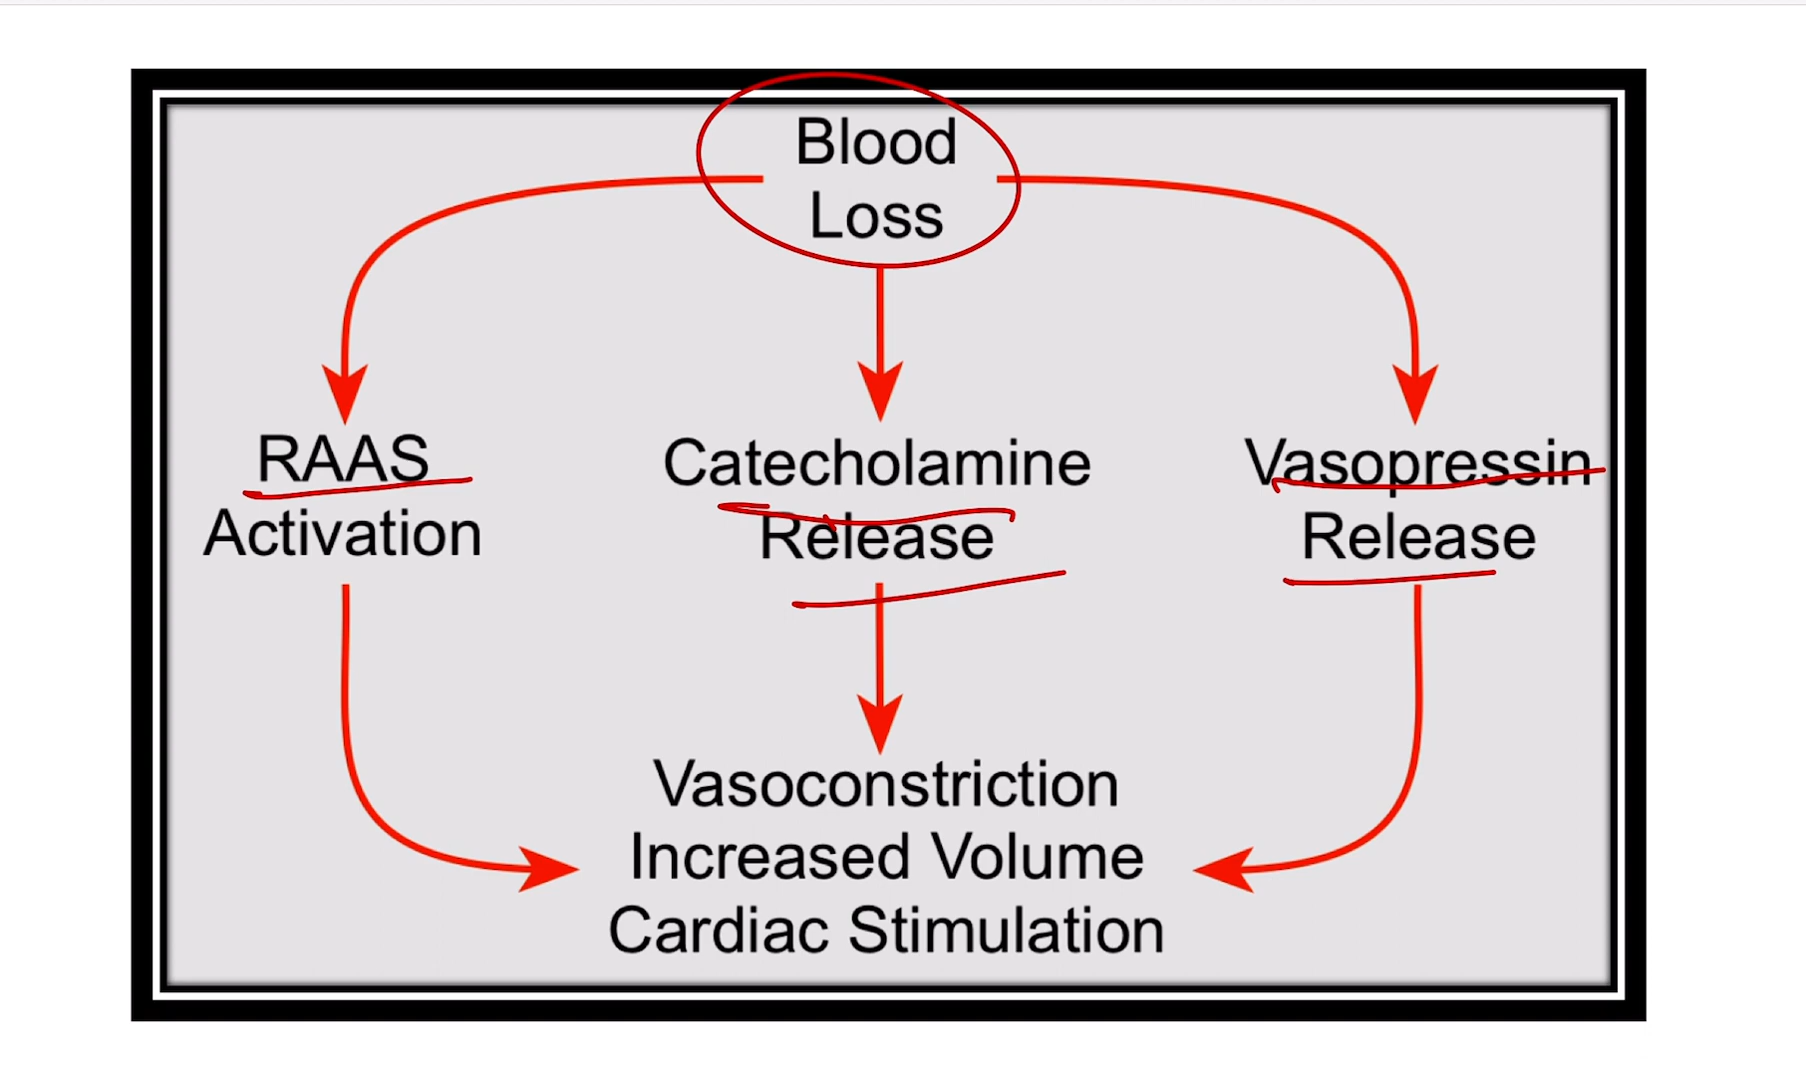 Blood
Loss
RAAS
Activation
Catecholamine
Release
Vasopressin
Release
Vasoconstriction
Increased Volume
Cardiac Stimulation